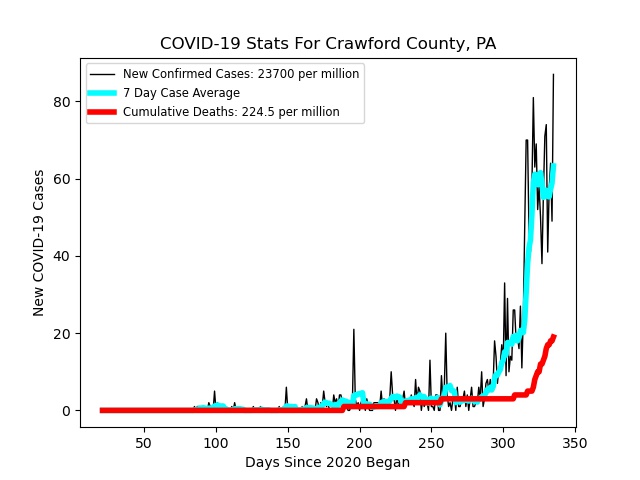 COVID-19 Stats For Crawford County, PA
New Confirmed Cases: 23700 per million
7 Day Case Average
Cumulative Deaths: 224.5 per million
New COVID-19 Cases
80
60
40
20
0
50 100 150 200 250 300 350
Days Since 2020 Began